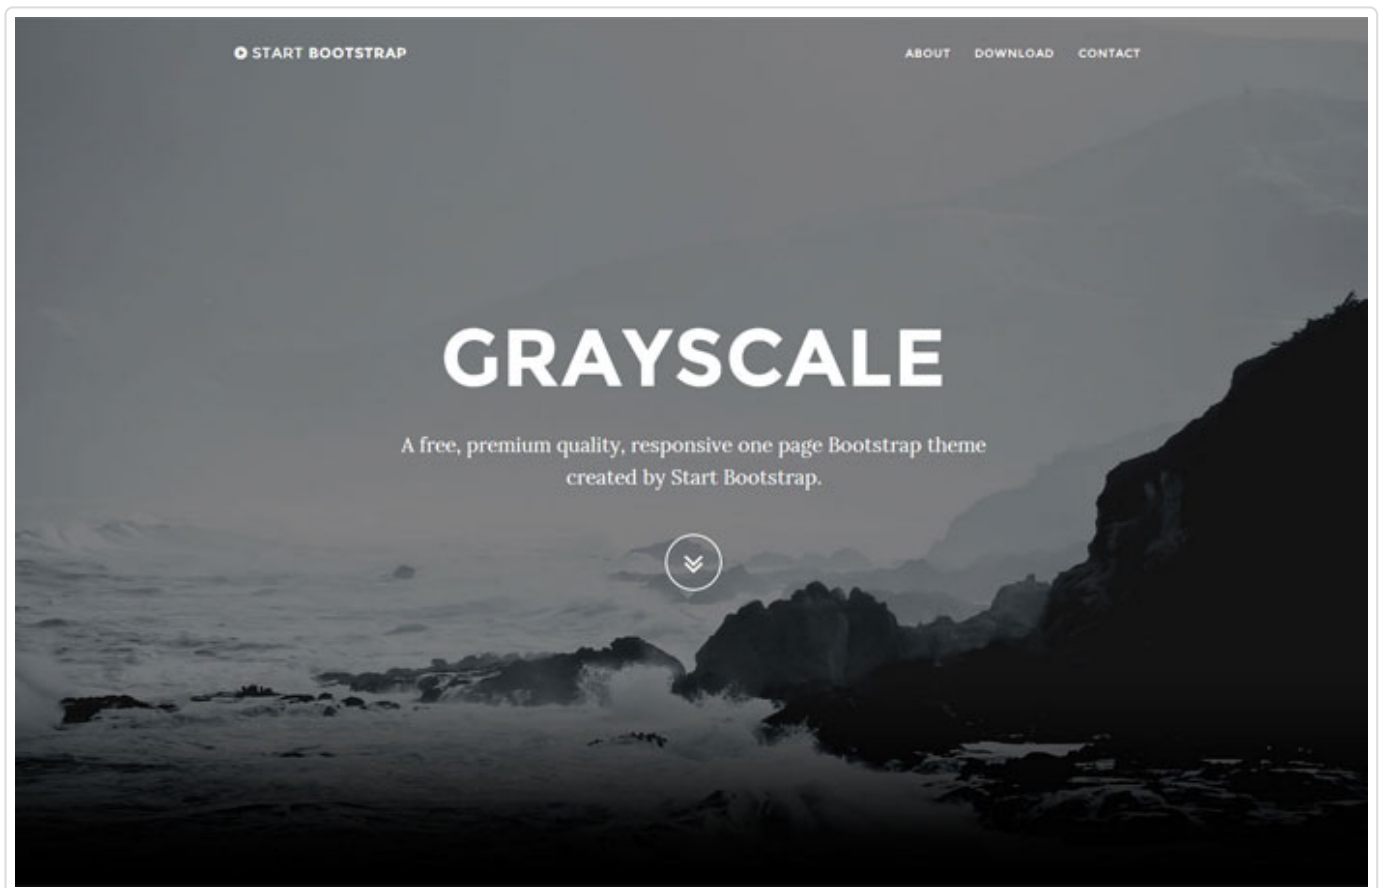 START BOOTSTRAP
ABOUT DOWNLOAD CONTACT
GRAYSCALE
A free, premium quality, responsive one page Bootstrap theme
created by Start Bootstrap.